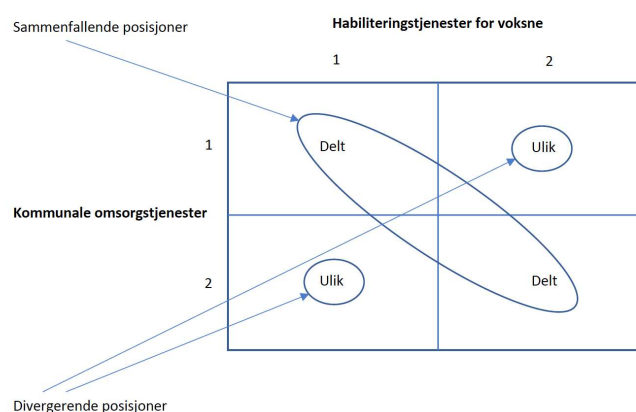 Sammenfallende posisjoner
Habiliteringstjenester for voksne
1
2
1
Delt
Ulik
Kommunale omsorgstjenester
2
Ulik
Delt
Divergerende posisjoner